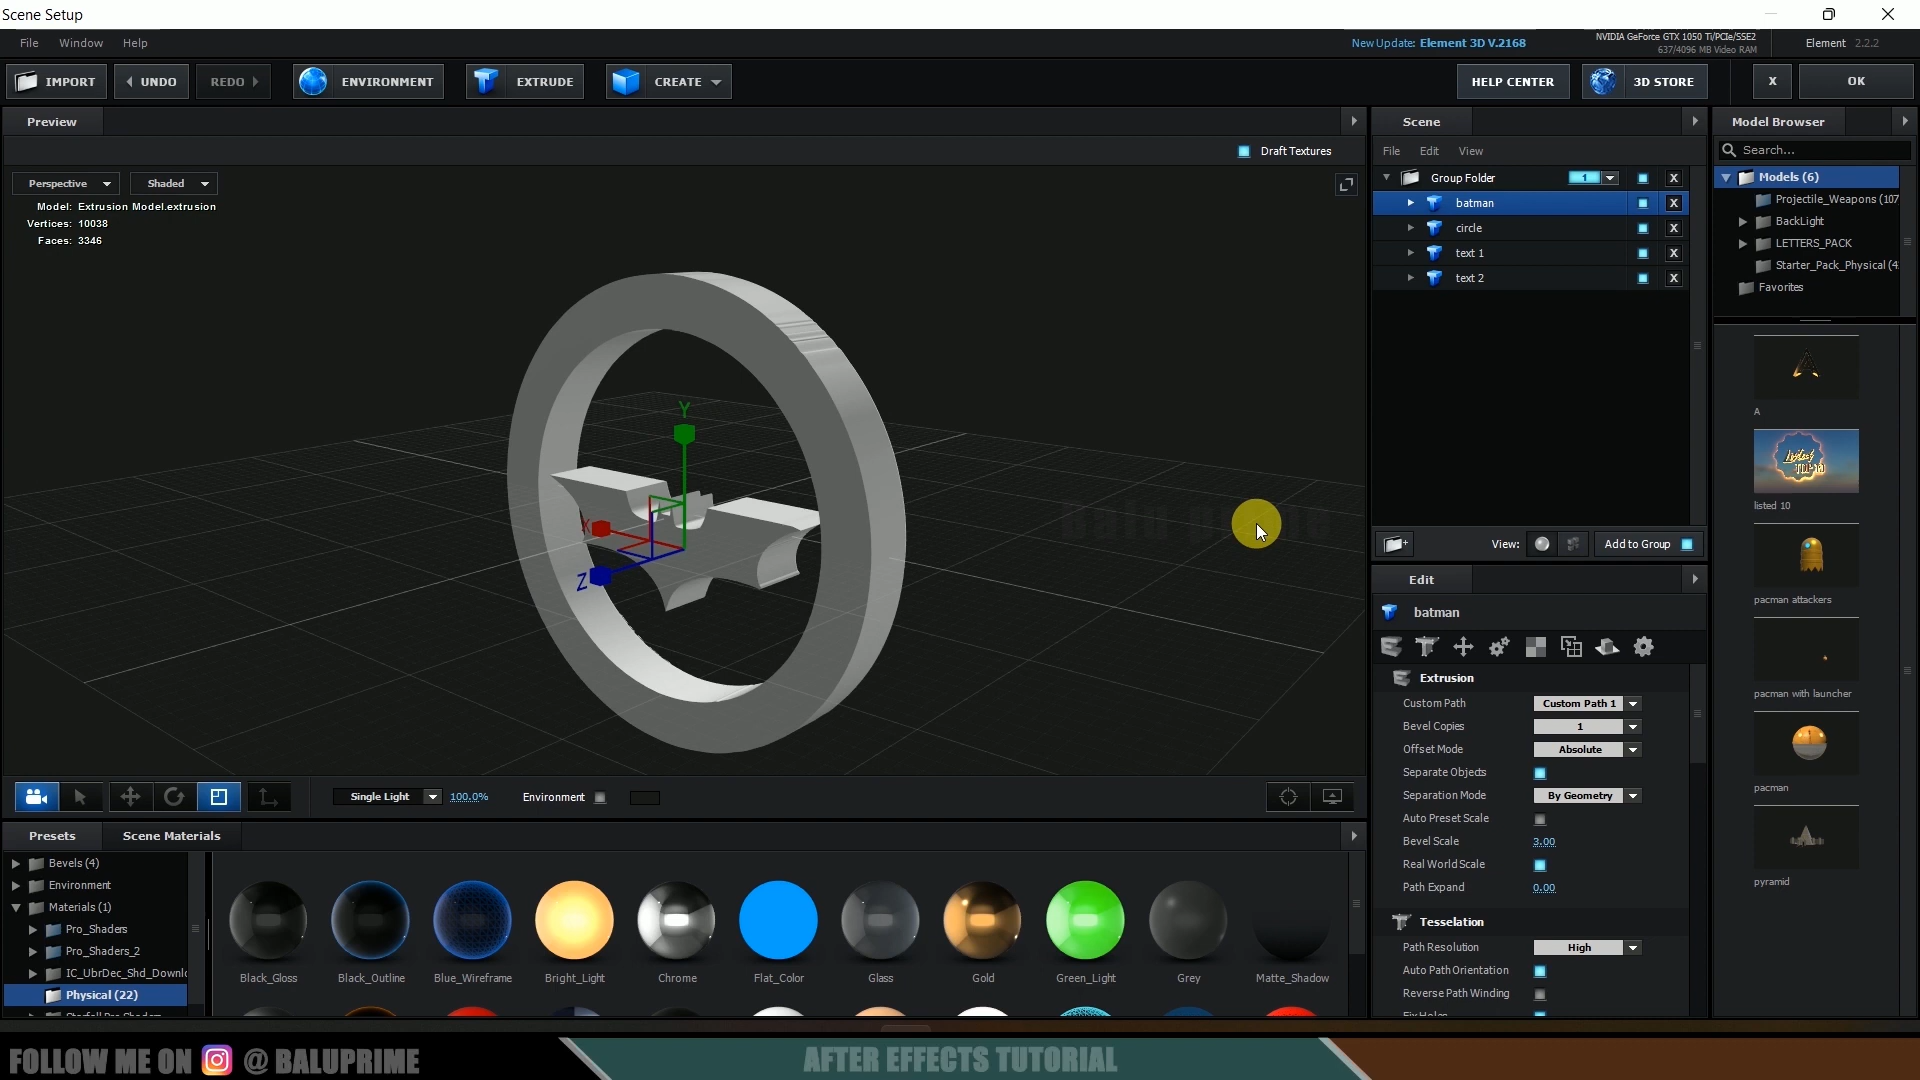 Scene Setup
File Window Help
New Update: Element 3D V.2168
NVIDIA GeForce GTX 1050 Ti/PCIe/SSE2
637/4096 MB Video RAM
Element 2.2.2
IMPORT UNDO REDO ENVIRONMENT EXTRUDE CREATE HELP CENTER 3D STORE X OK
Preview
Draft Textures
Perspective Shaded
Model: Extrusion Model.extrusion
Vertices: 10038
Faces: 3346
Y
X
Z
Single Light 100.0% Environment
Scene
File Edit View
Group Folder 1 X
batman X
circle X
text 1 X
text 2 X
View: Add to Group
Edit
batman
Extrusion
Custom Path Custom Path 1
Bevel Copies 1
Offset Mode Absolute
Separate Objects
Separation Mode By Geometry
Auto Preset Scale
Bevel Scale 3.00
Real World Scale
Path Expand 0.00
Tesselation
Path Resolution High
Auto Path Orientation
Reverse Path Winding
Fix Holes
Model Browser
Search...
Models (6)
Projectile_Weapons (107
BackLight
LETTERS_PACK
Starter_Pack_Physical (4
Favorites
A
listed 10
pacman attackers
pacman with launcher
pacman
pyramid
Presets Scene Materials
Bevels (4)
Environment
Materials (1)
Pro_Shaders
Pro_Shaders_2
IC_UbrDec_Shd_Downlo
Physical (22)
Black_Gloss Black_Outline Blue_Wireframe Bright_Light Chrome Flat_Color Glass Gold Green_Light Grey Matte_Shadow
FOLLOW ME ON @ BALUPRIME
AFTER EFFECTS TUTORIAL